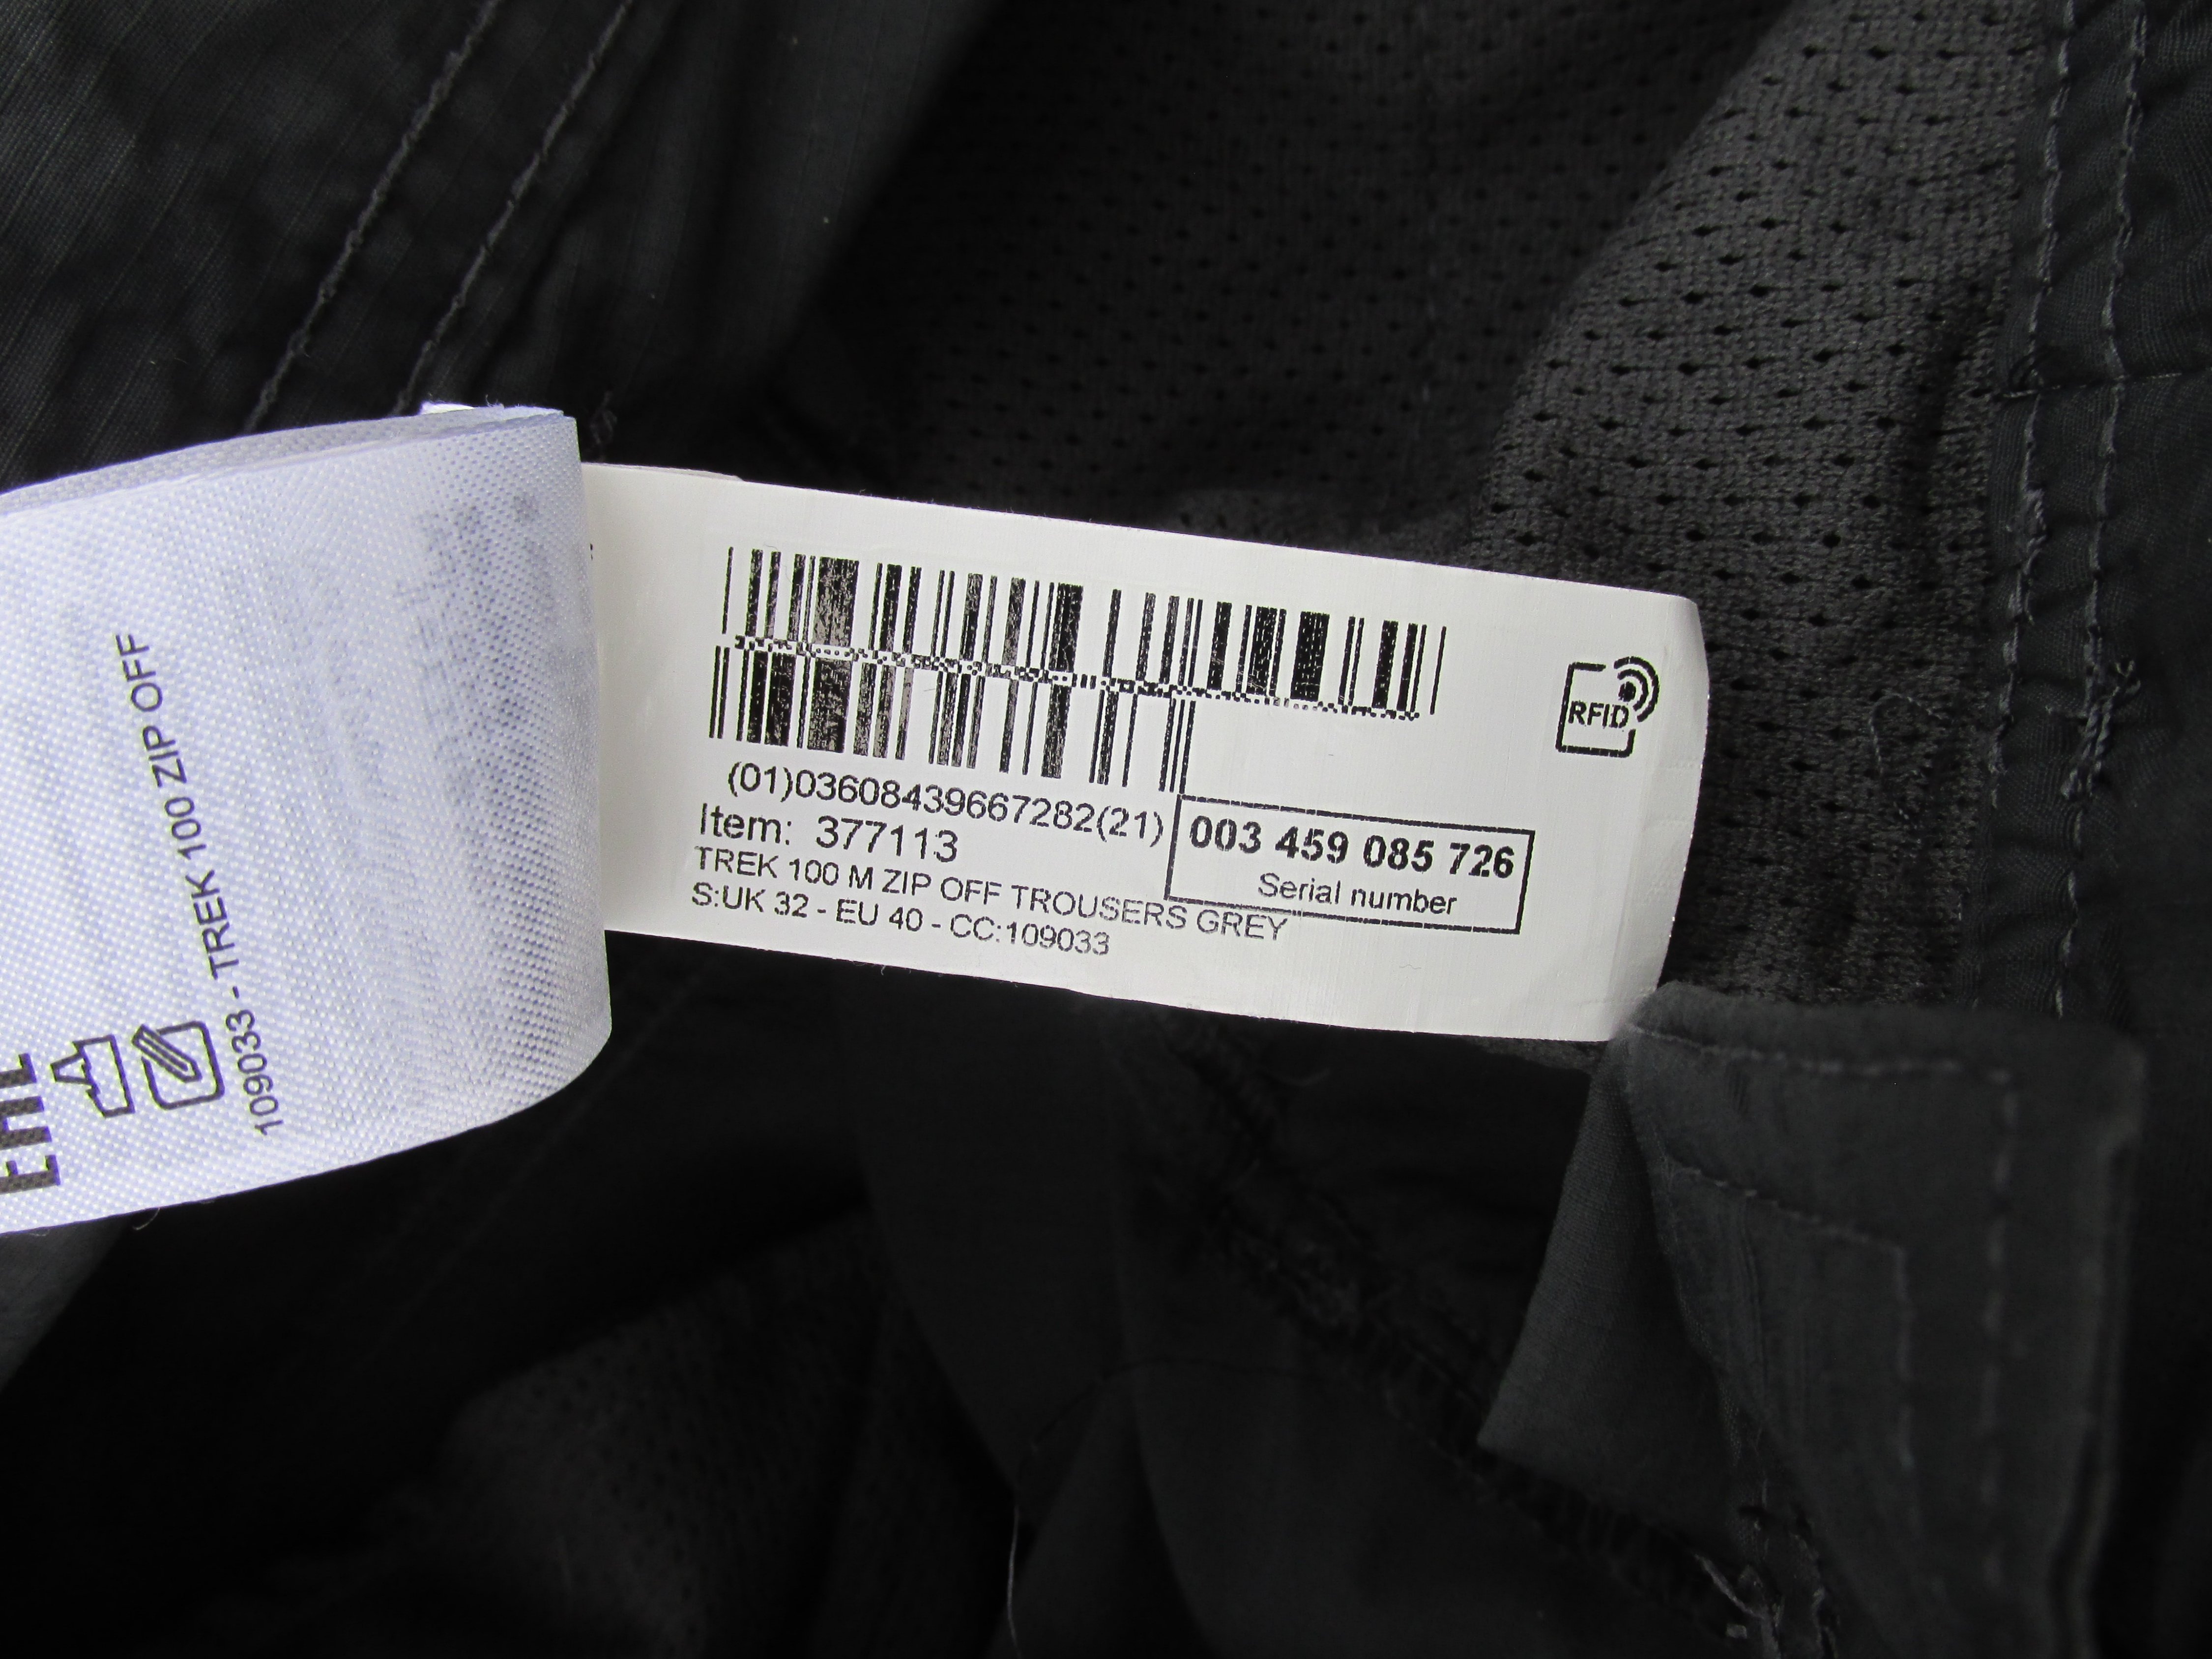 (01)03608439667282(21)
003 459 085 726
Serial number
Item: 377113
TREK 100 M ZIP OFF TROUSERS GREY
S:UK 32 - EU 40 - CC:109033
RFID
109033 - TREK 100 ZIP OFF